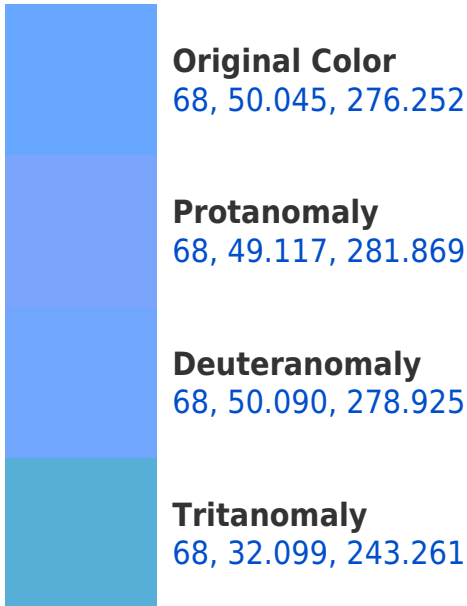 Original Color
68, 50.045, 276.252
Protanomaly
68, 49.117, 281.869
Deuteranomaly
68, 50.090, 278.925
Tritanomaly
68, 32.099, 243.261